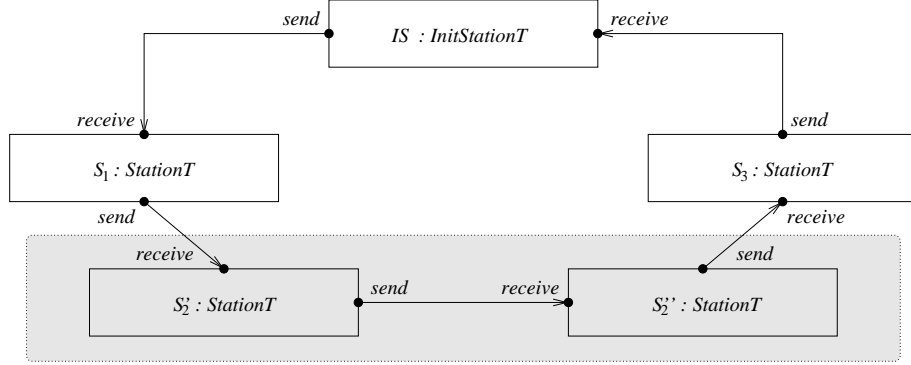 send
IS : InitStationT
receive
receive
send
S1 : StationT
S3 : StationT
send
receive
receive
send
S2' : StationT
send
receive
S2'' : StationT